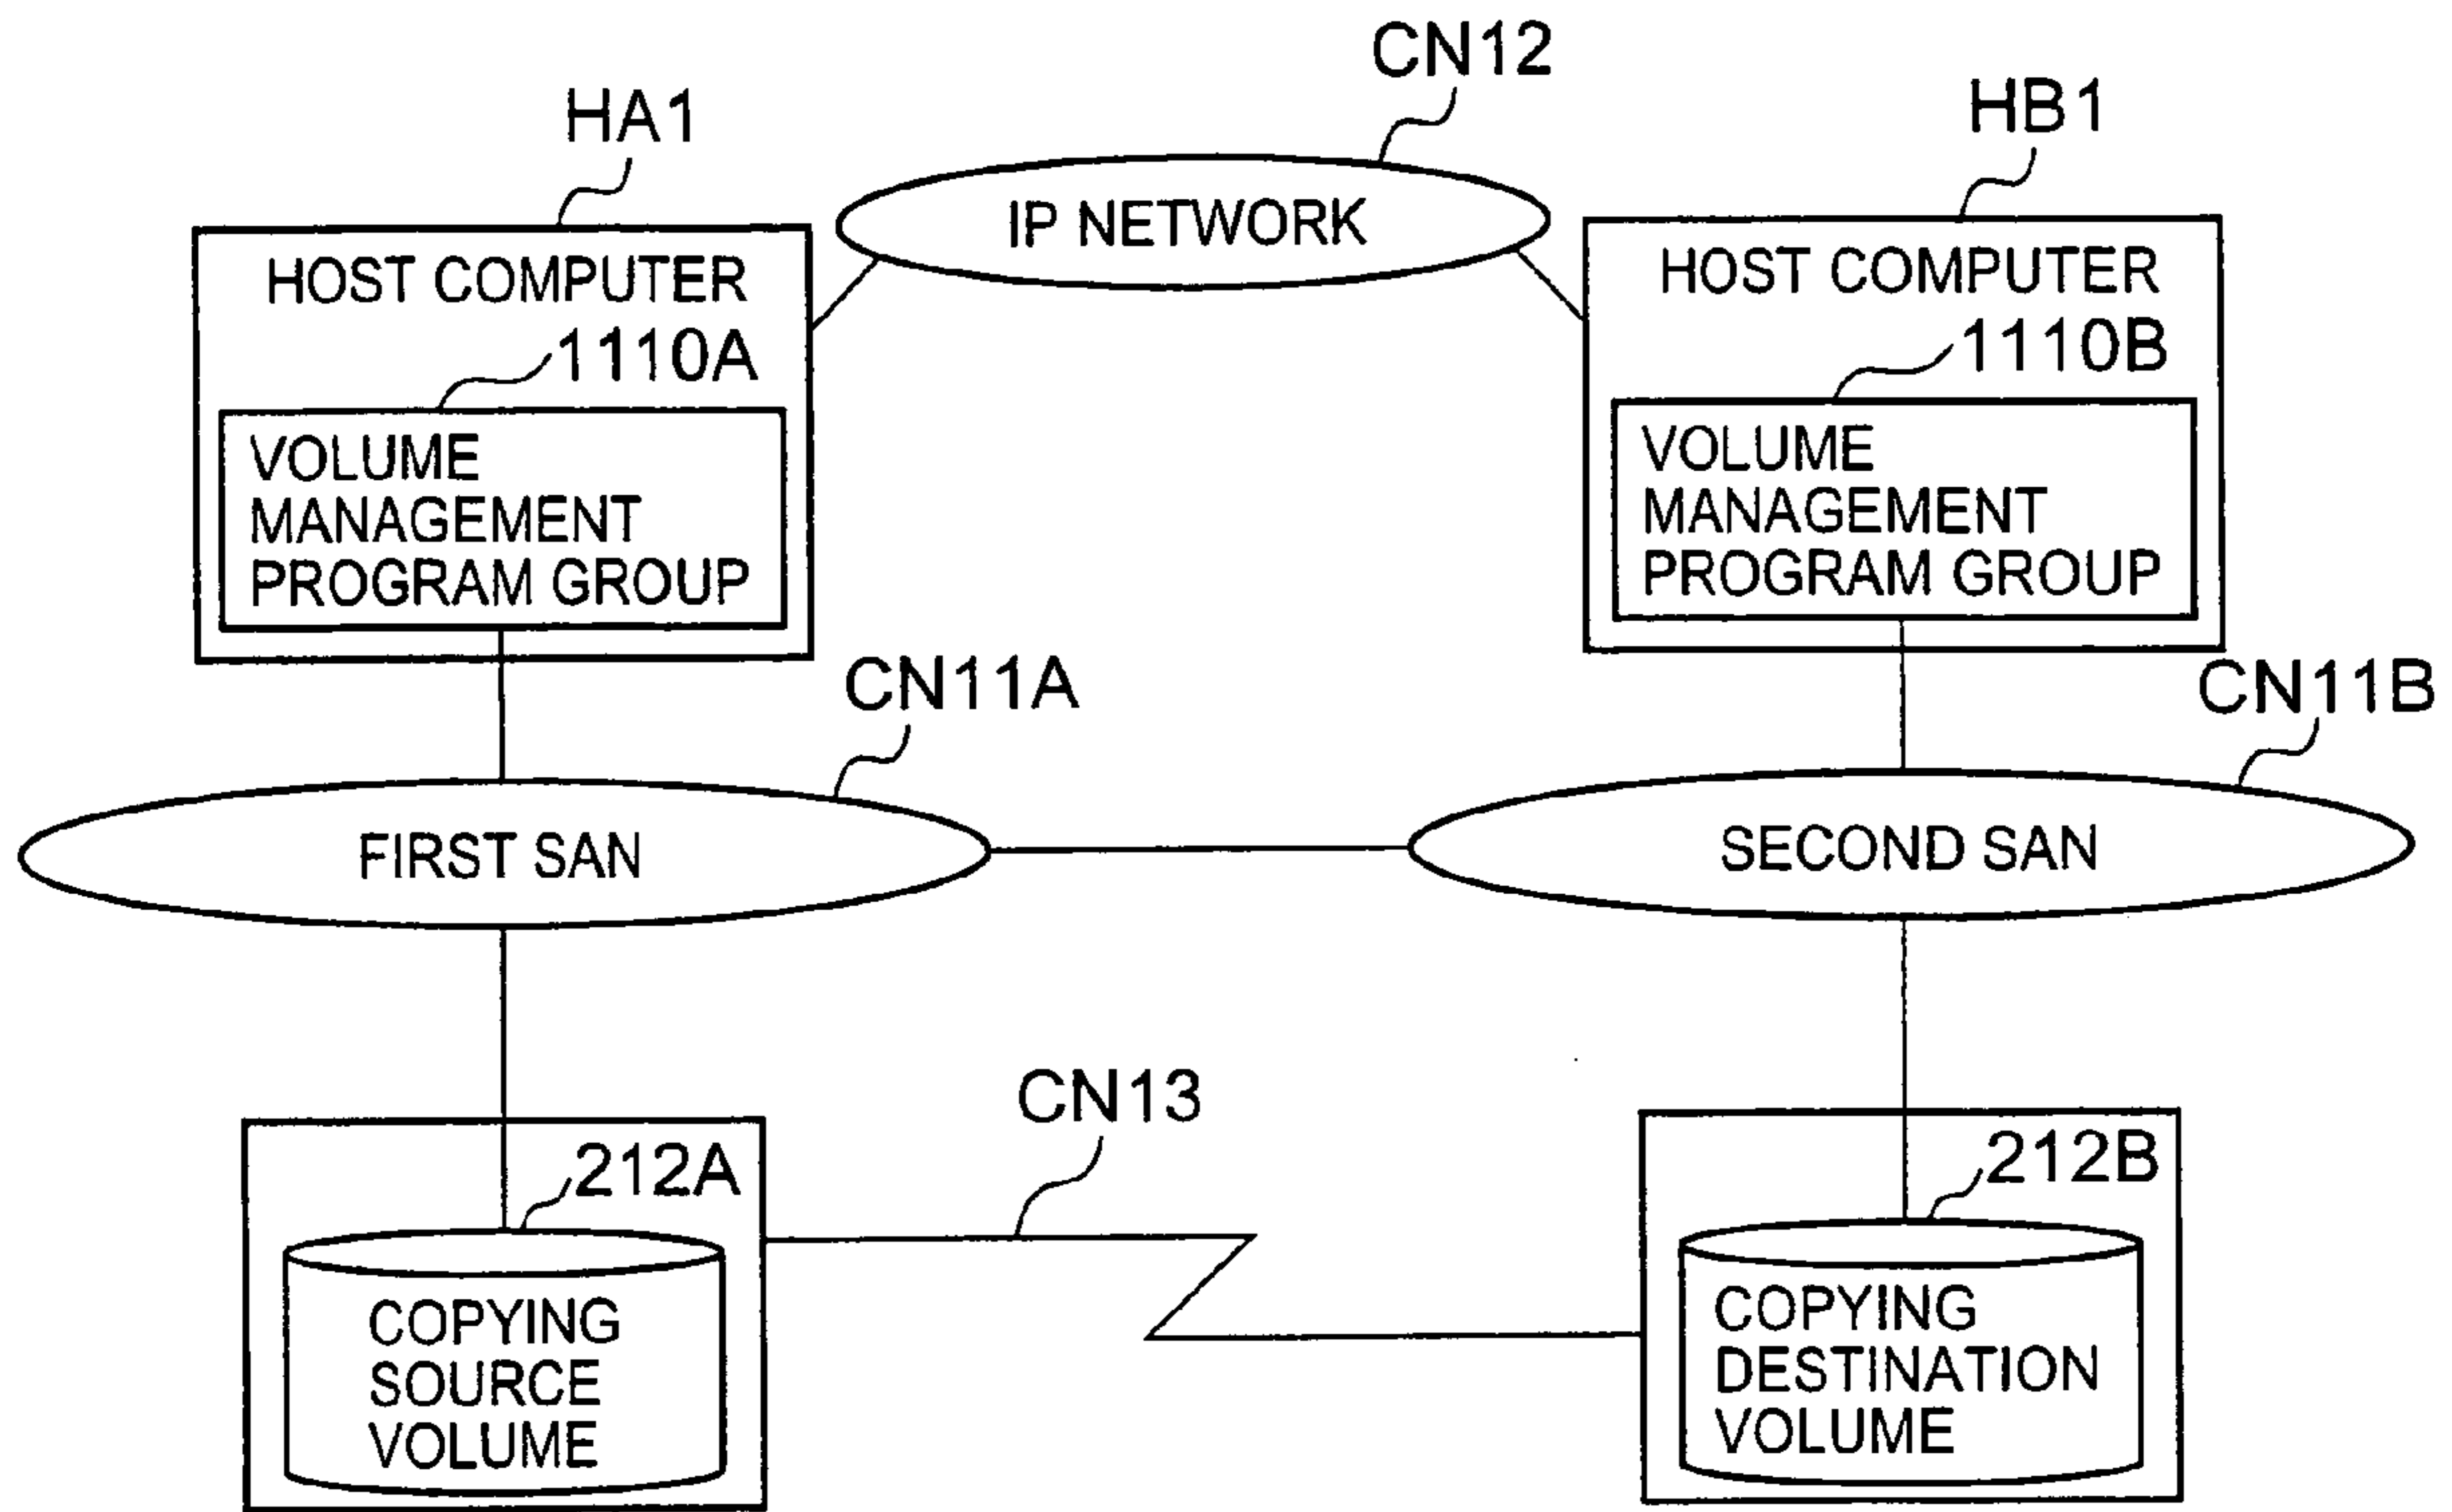 CN12
HA1
HB1
IP NETWORK
HOST COMPUTER
HOST COMPUTER
1110A
1110B
VOLUME
MANAGEMENT
PROGRAM GROUP
VOLUME
MANAGEMENT
PROGRAM GROUP
CN11A
CN11B
FIRST SAN
SECOND SAN
CN13
212A
212B
COPYING
SOURCE
VOLUME
COPYING
DESTINATION
VOLUME